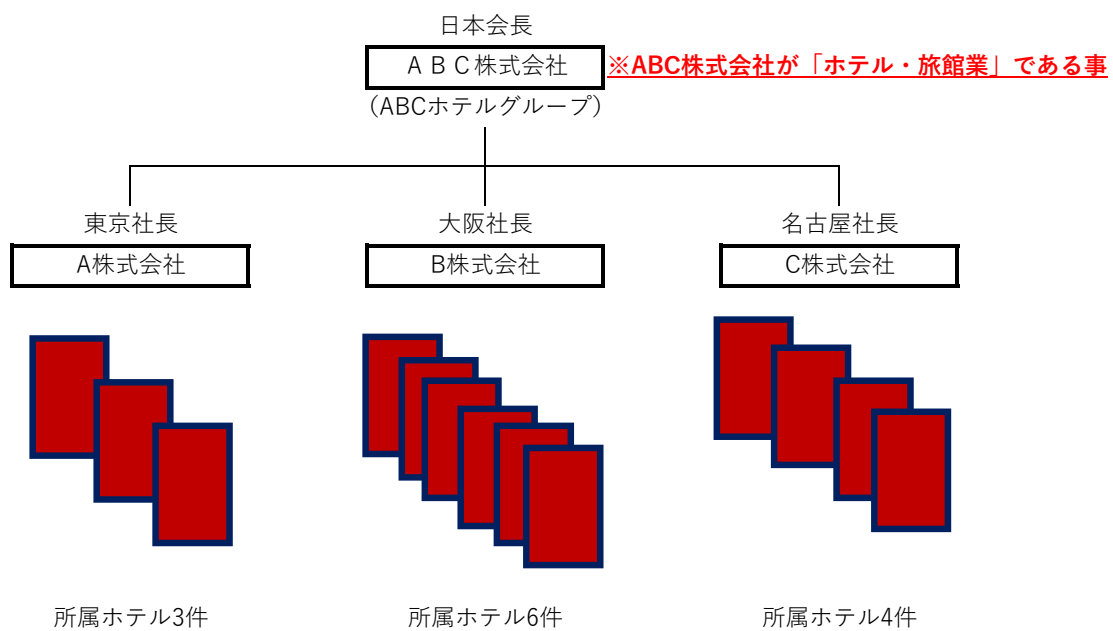 日本会長
ＡＢＣ株式会社
※ABC株式会社が「ホテル・旅館業」である事
（ABCホテルグループ）
東京社長
大阪社長
名古屋社長
A株式会社
B株式会社
C株式会社
所属ホテル3件
所属ホテル6件
所属ホテル4件